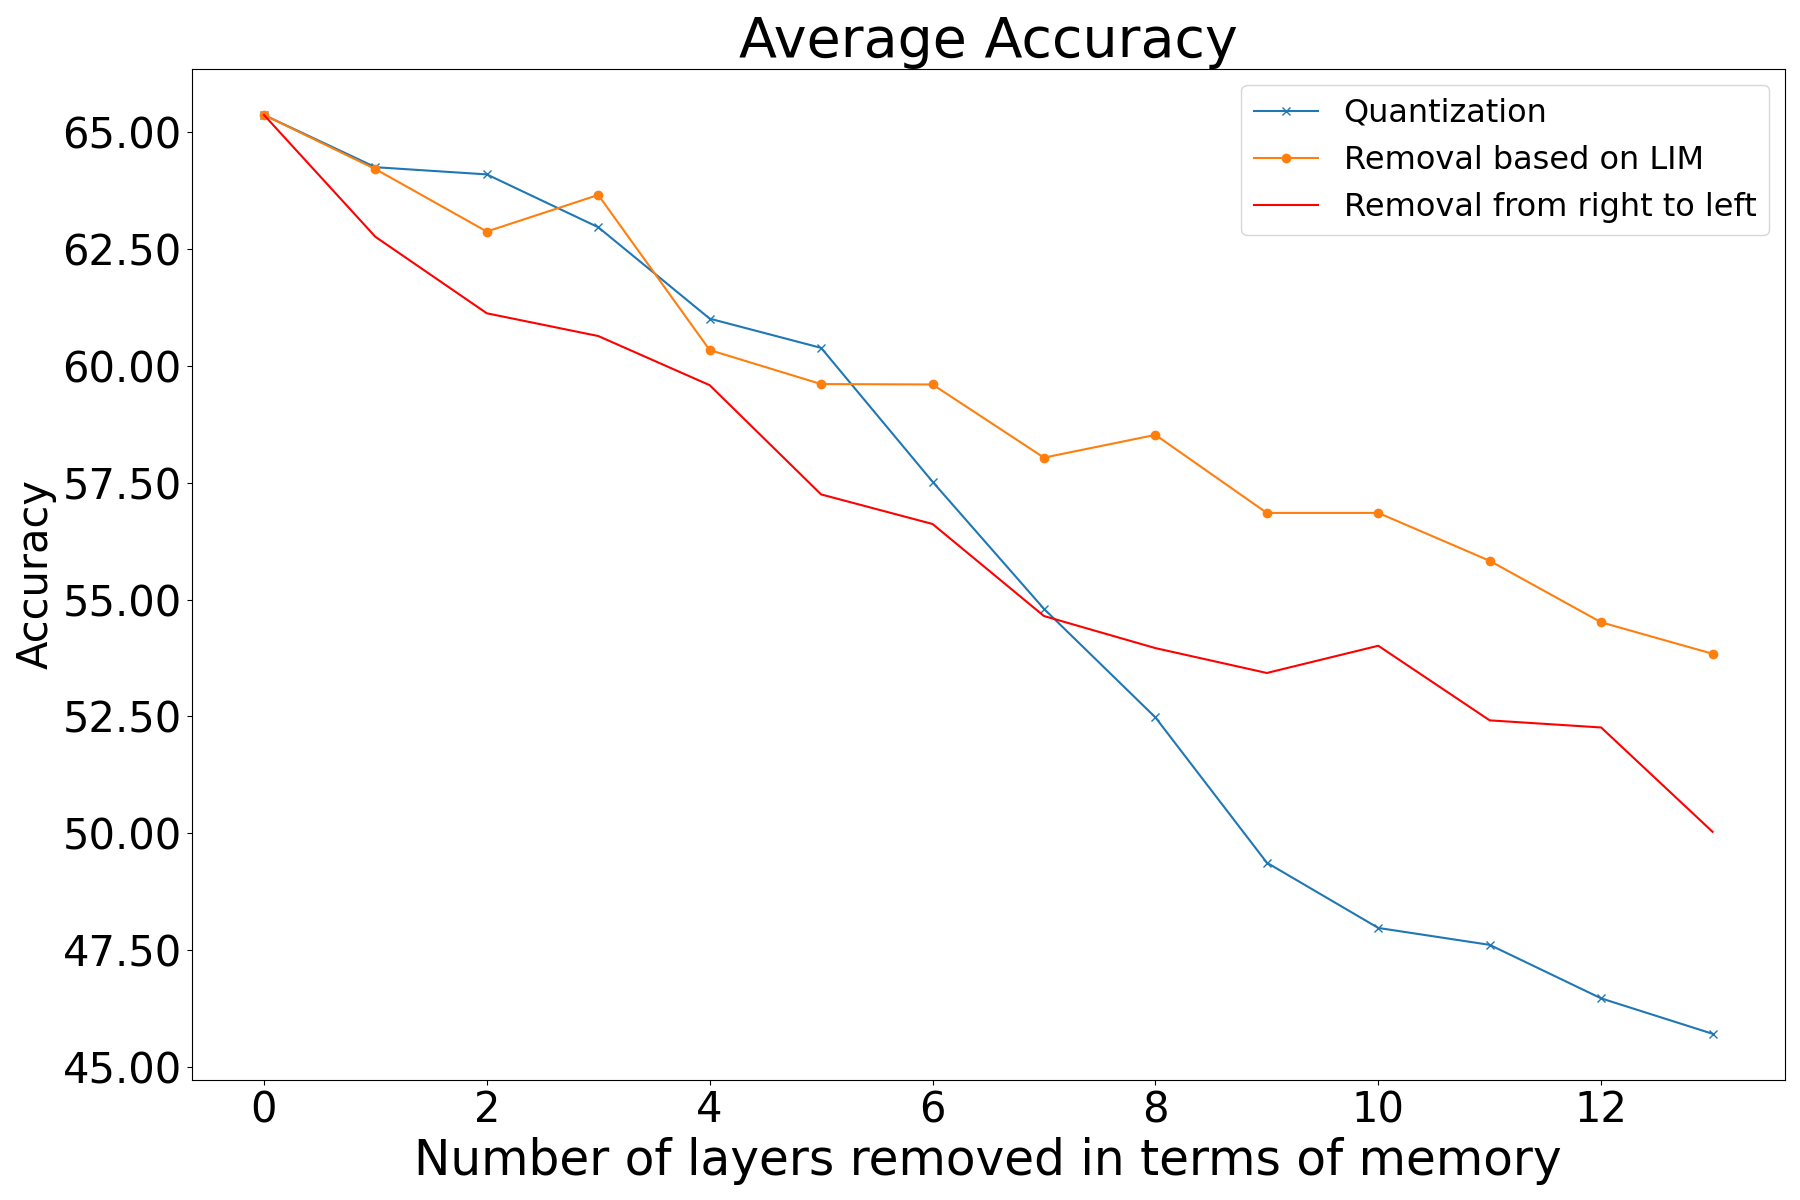 Average Accuracy
Quantization
Removal based on LIM
Removal from right to left
Accuracy
65.00
62.50
60.00
57.50
55.00
52.50
50.00
47.50
45.00
0 2 4 6 8 10 12
Number of layers removed in terms of memory